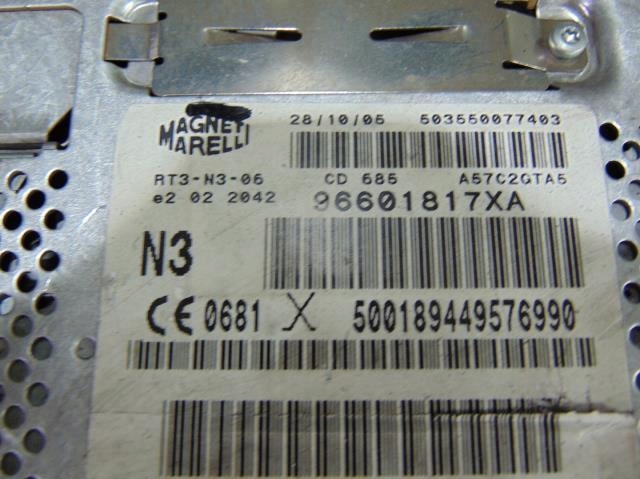 MAGNETI MARELLI
28/10/05 503550077403
RT3-N3-06 CD 685 A57C2GTA5
e2 02 2042 96601817XA
N3
CE 0681 X 500189449576990